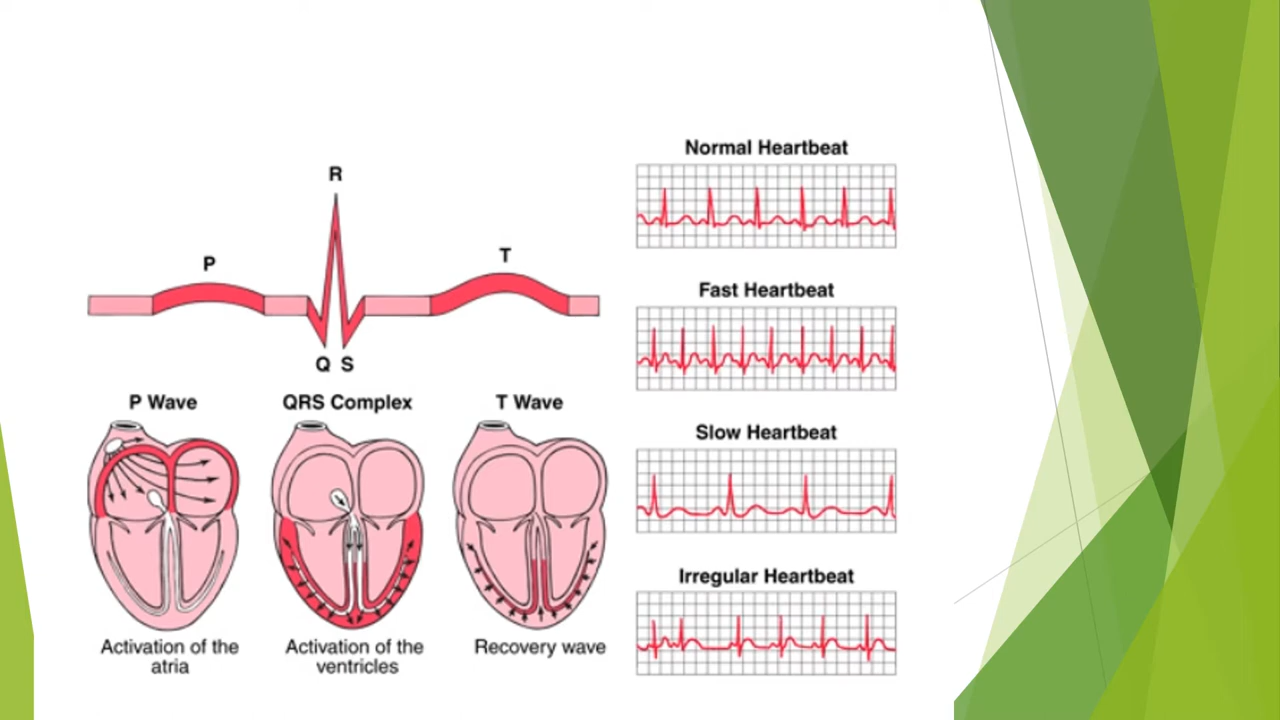 R
P
T
Q S
P Wave
QRS Complex
T Wave
Activation of the
atria
Activation of the
ventricles
Recovery wave
Normal Heartbeat
Fast Heartbeat
Slow Heartbeat
Irregular Heartbeat